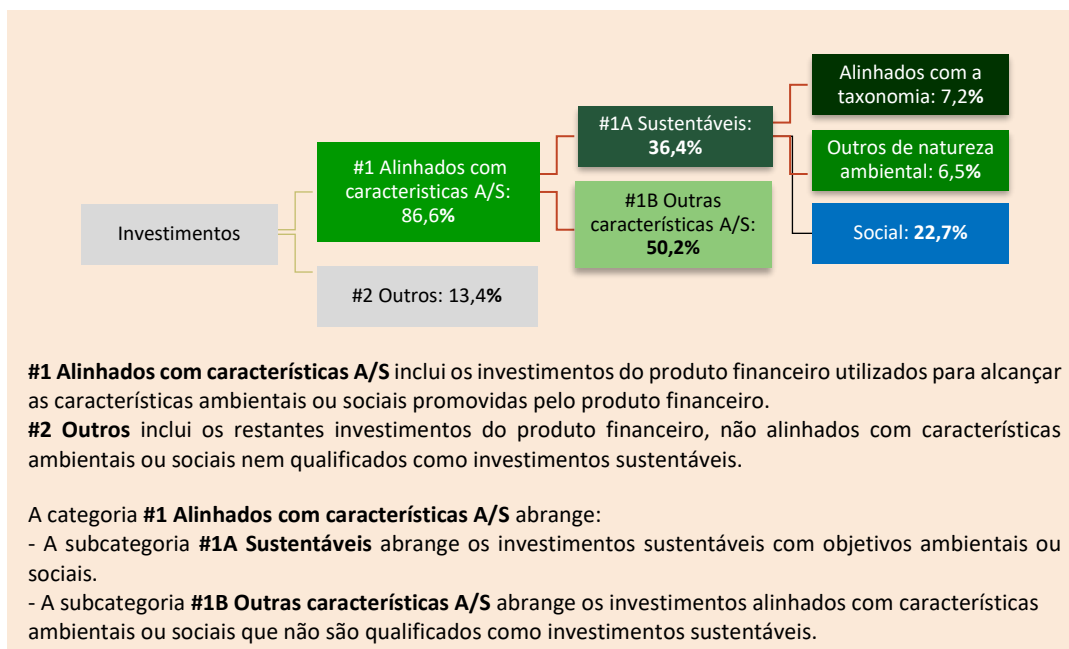 Investimentos
#1 Alinhados com
caracteristicas A/S:
86,6%
#2 Outros: 13,4%
#1A Sustentáveis:
36,4%
#1B Outras
características A/S:
50,2%
Alinhados com a
taxonomia: 7,2%
Outros de natureza
ambiental: 6,5%
Social: 22,7%
#1 Alinhados com características A/S inclui os investimentos do produto financeiro utilizados para alcançar
as características ambientais ou sociais promovidas pelo produto financeiro.
#2 Outros inclui os restantes investimentos do produto financeiro, não alinhados com características
ambientais ou sociais nem qualificados como investimentos sustentáveis.
A categoria #1 Alinhados com características A/S abrange:
- A subcategoria #1A Sustentáveis abrange os investimentos sustentáveis com objetivos ambientais ou
sociais.
- A subcategoria #1B Outras características A/S abrange os investimentos alinhados com características
ambientais ou sociais que não são qualificados como investimentos sustentáveis.